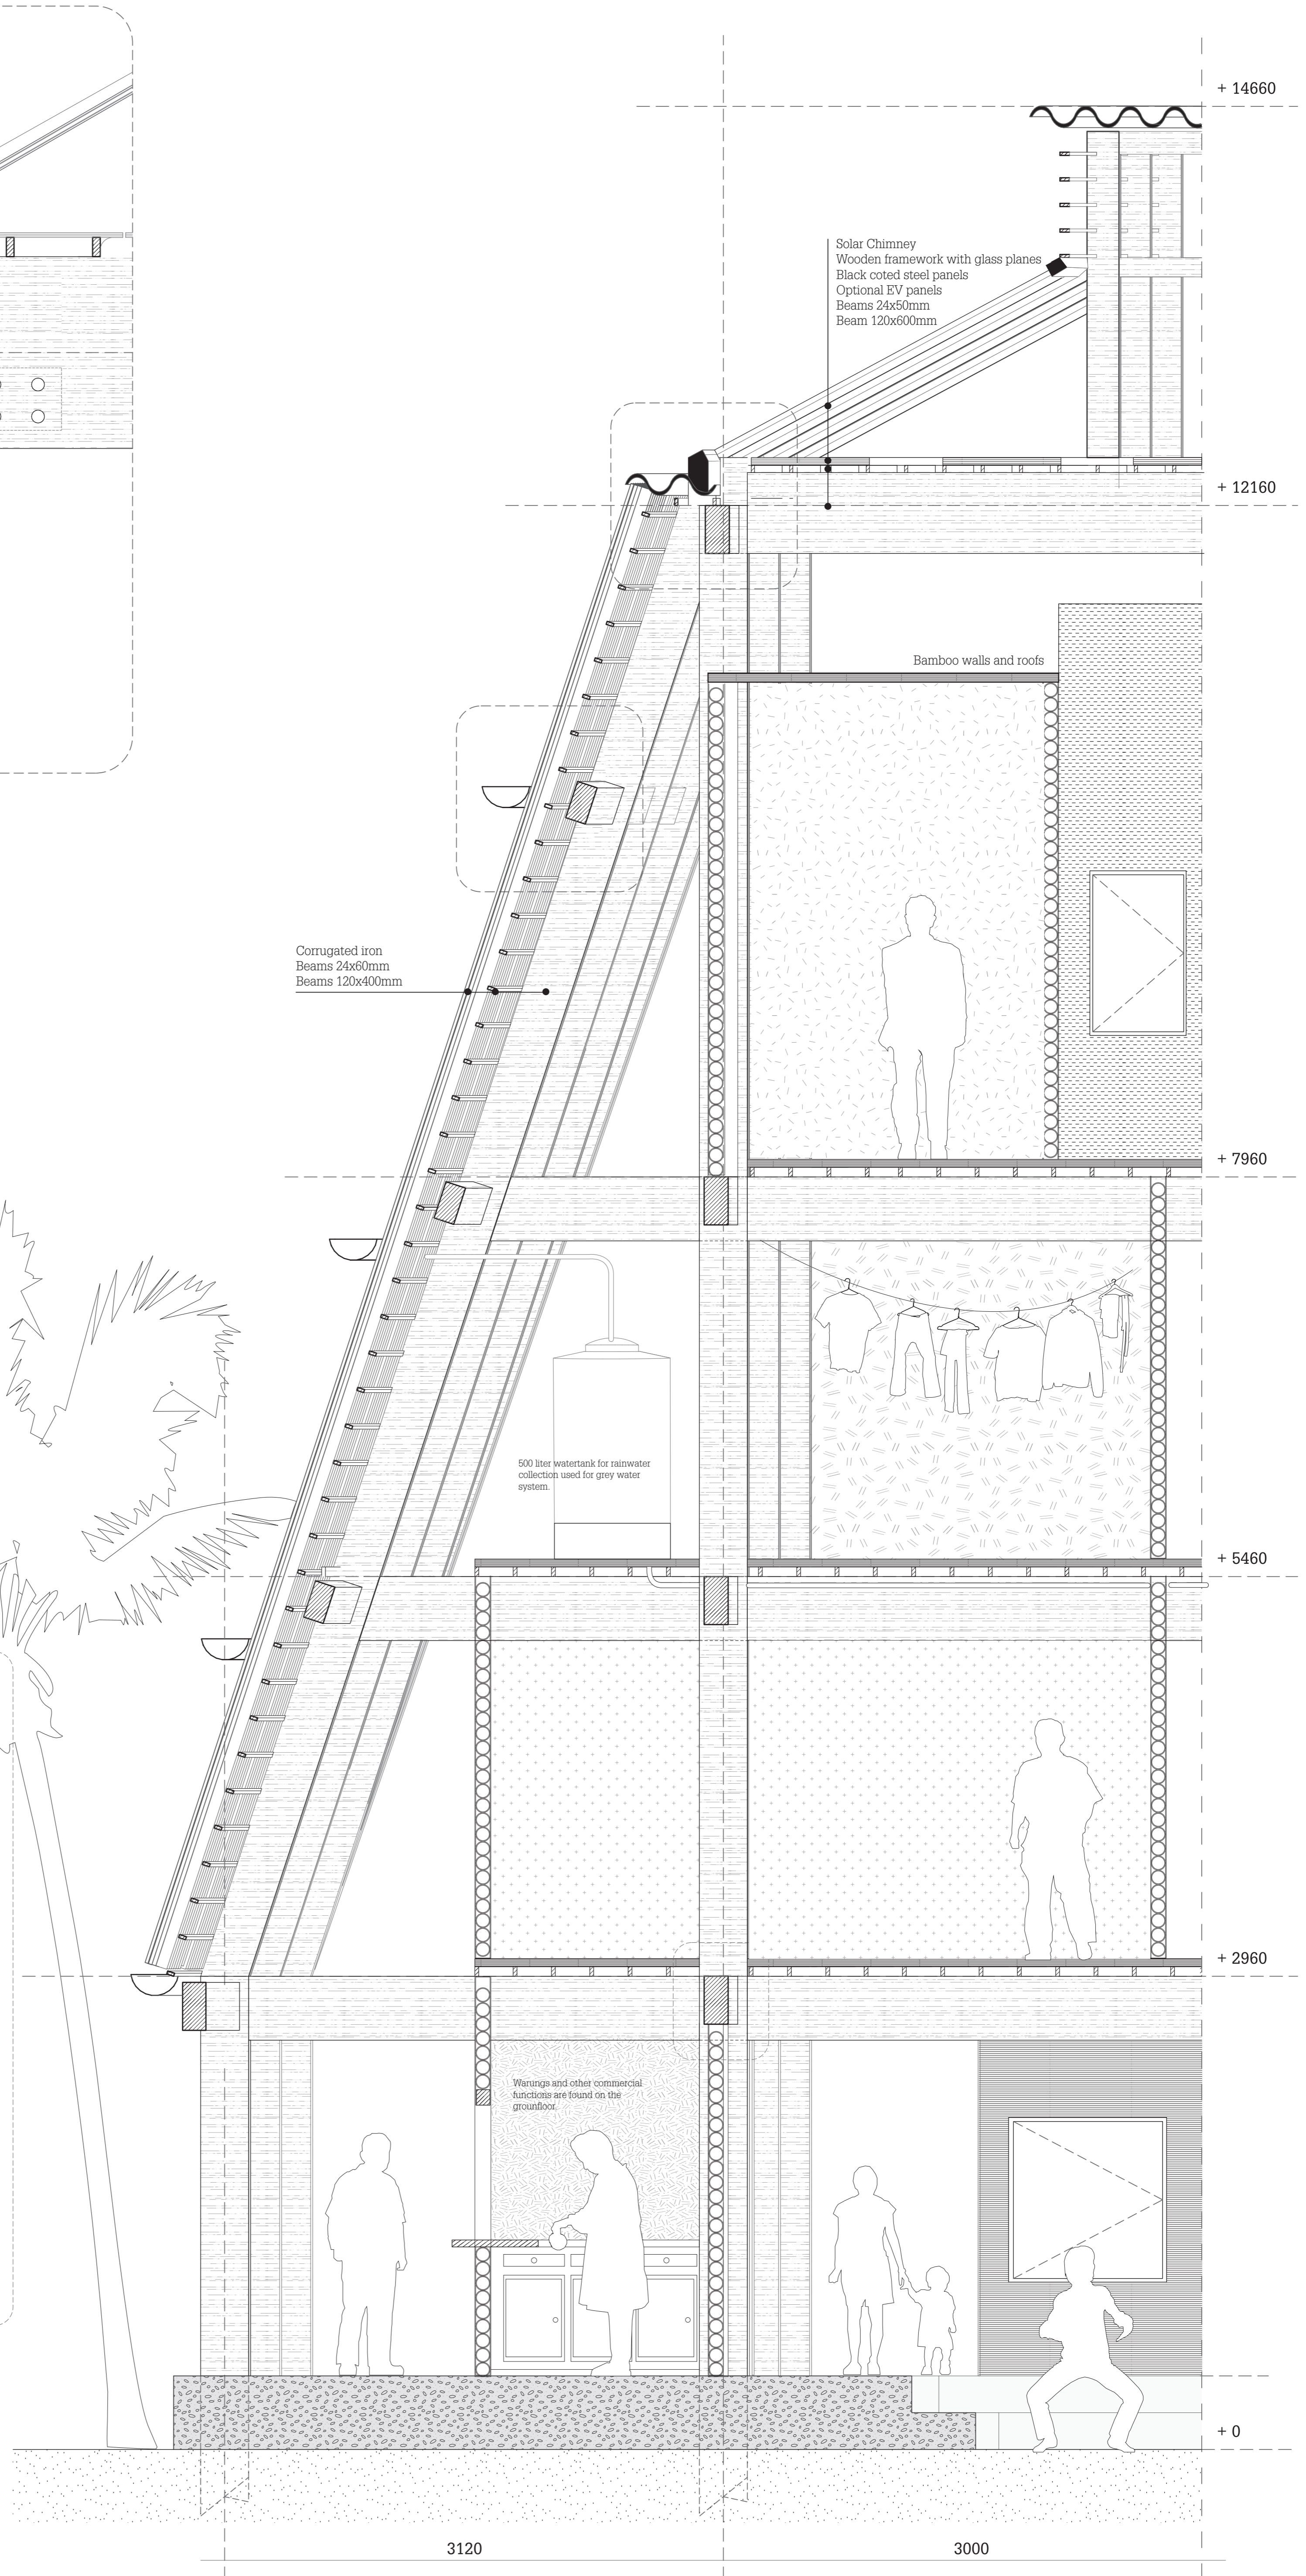 + 14660
Solar Chimney
Wooden framework with glass planes
Black coted steel panels
Optional EV panels
Beams 24x50mm
Beam 120x600mm
+ 12160
Bamboo walls and roofs
Corrugated iron
Beams 24x60mm
Beams 120x400mm
+ 7960
500 liter watertank for rainwater
collection used for grey water
system.
+ 5460
+ 2960
Warungs and other commercial
functions are found on the
grounfloor.
+ 0
3120
3000